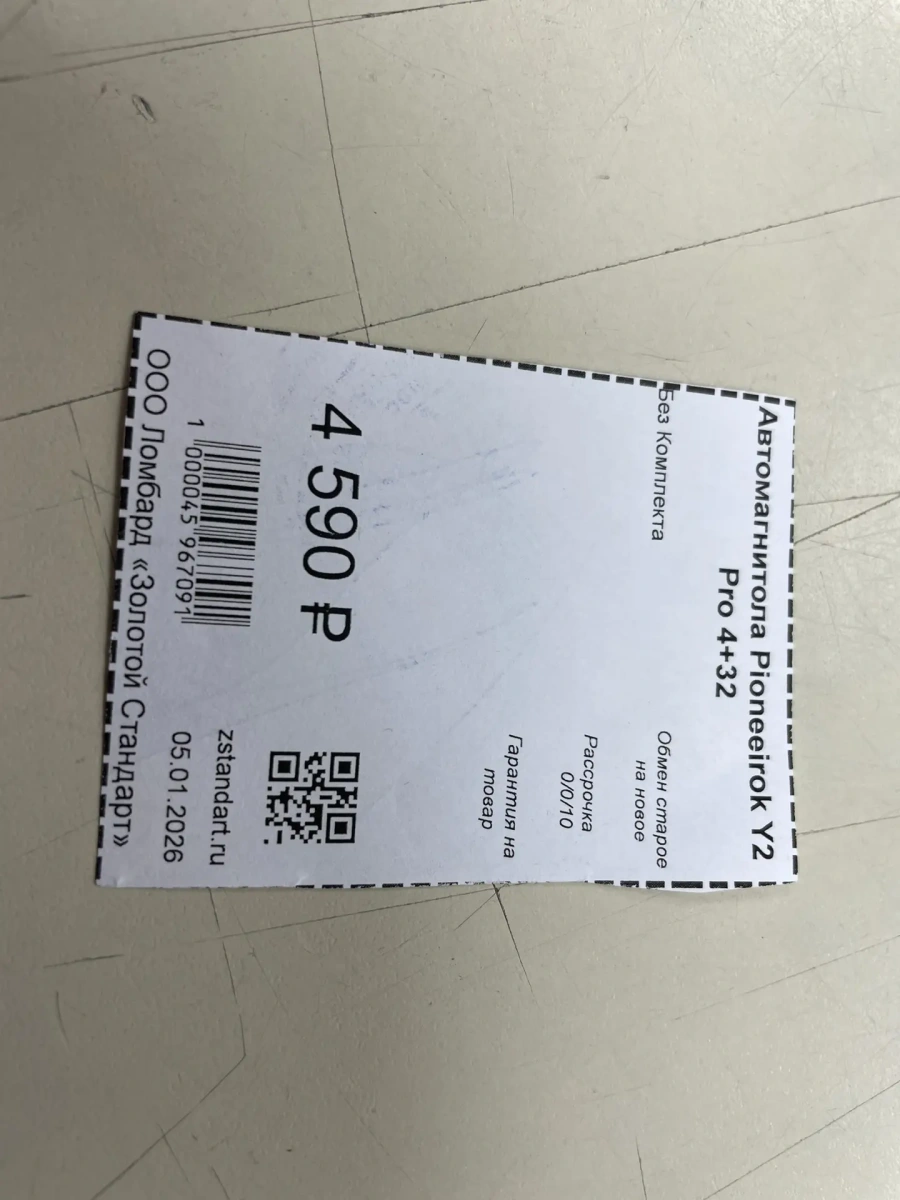 Автомагнитола Pioneeirok Y2
Pro 4+32
Без Комплекта
Обмен старое
на новое
Рассрочка
0/0/10
Гарантия на
товар
4 590 ₽
1 000045 967091
zstandart.ru
05.01.2026
ООО Ломбард «Золотой Стандарт»